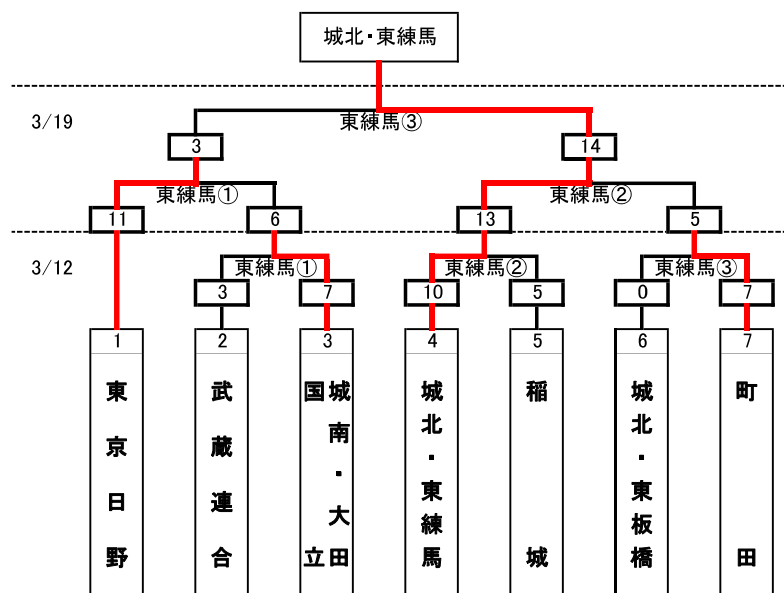 城北・東練馬
3/19
東練馬③
3
14
東練馬①
東練馬②
11
6
13
5
3/12
東練馬①
東練馬②
東練馬③
3
7
10
5
0
7
1
2
3
4
5
6
7
東京日野
武蔵連合
城南・大田
国立
城北・東練馬
稲城
城北・東板橋
町田